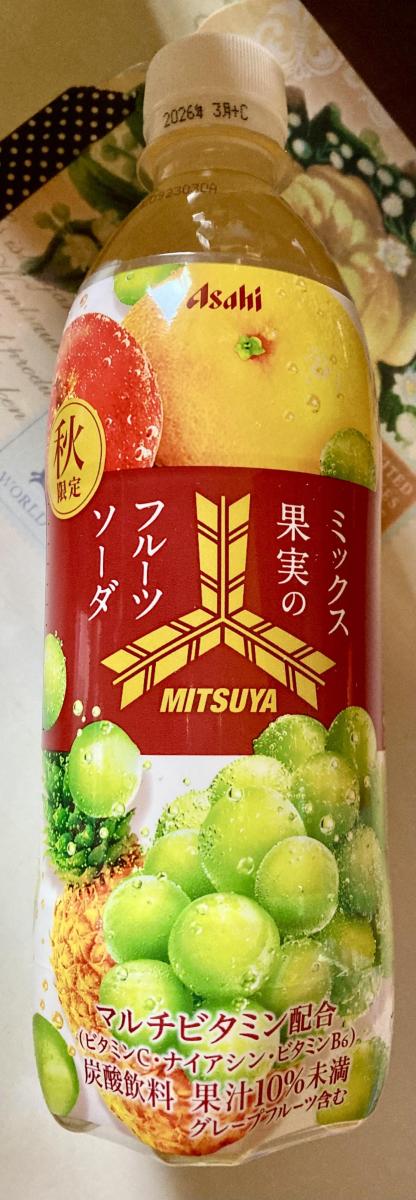 2026年 3月+C
Asahi
秋
限定
ミックス
果実の
フルーツ
ソーダ
MITSUYA
マルチビタミン配合
(ビタミンC・ナイアシン・ビタミンB6)
炭酸飲料 果汁10%未満
グレープフルーツ含む
WORLD